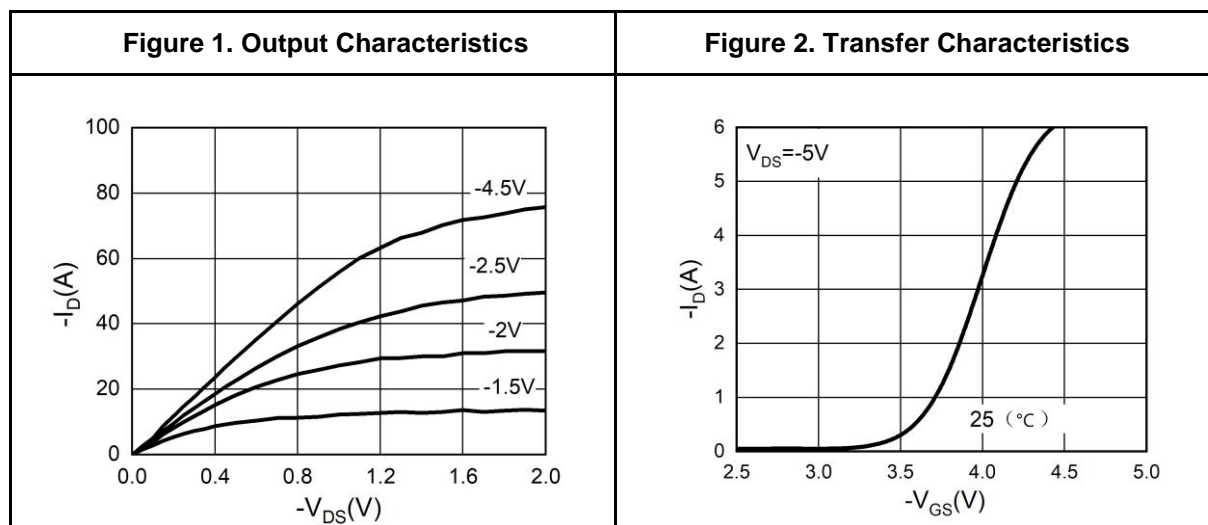 Figure 1. Output Characteristics
Figure 2. Transfer Characteristics
100
80
60
40
20
0
-I_D(A)
-4.5V
-2.5V
-2V
-1.5V
0.0 0.4 0.8 1.2 1.6 2.0
-V_DS(V)
6
5
4
3
2
1
0
-I_D(A)
V_DS=-5V
25（℃）
2.5 3.0 3.5 4.0 4.5 5.0
-V_GS(V)